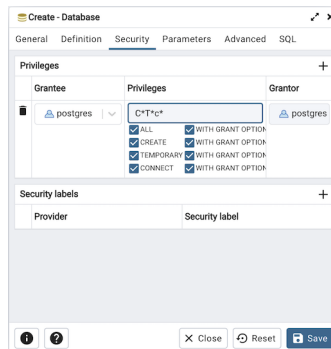 Create - Database
General Definition Security Parameters Advanced SQL
Privileges
Grantee Privileges Grantor
postgres C*T*c* postgres
ALL WITH GRANT OPTION
CREATE WITH GRANT OPTION
TEMPORARY WITH GRANT OPTION
CONNECT WITH GRANT OPTION
Security labels
Provider Security label
Close Reset Save